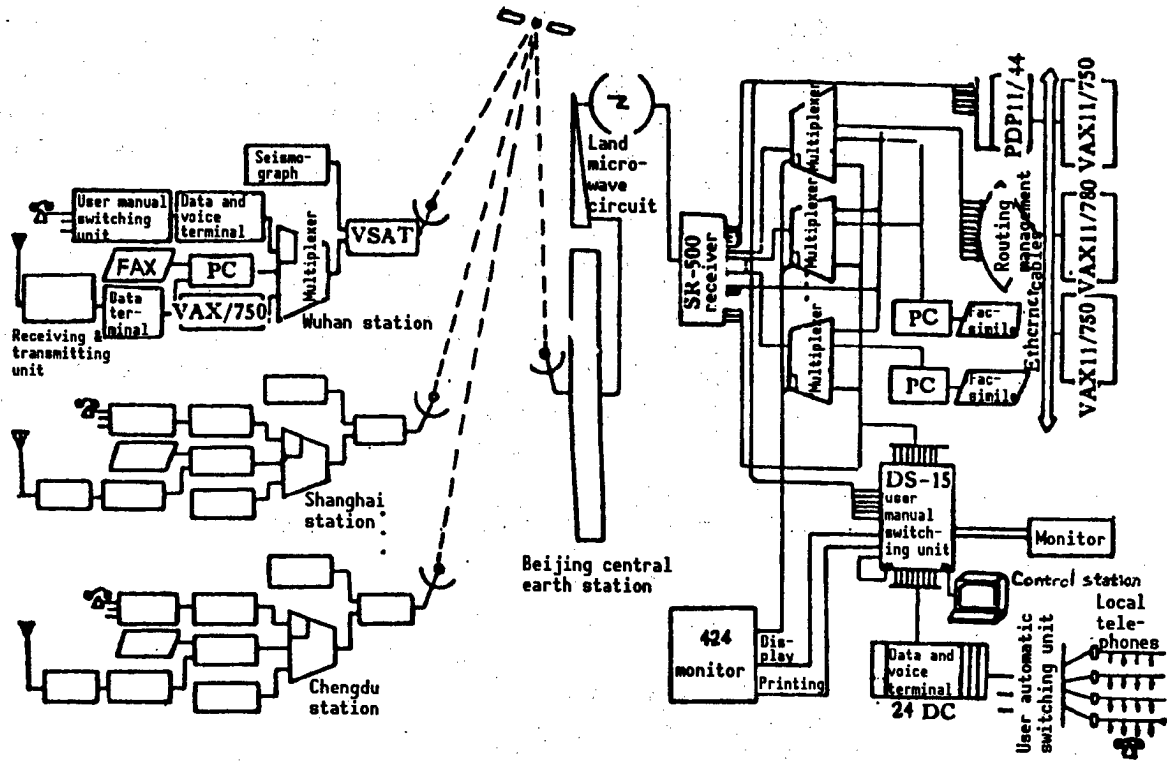 Seismo-
graph
User manual
switching
unit
Data and
voice
terminal
FAX
PC
Multiplexer
VSAT
Data ter-
minal
VAX/750
Receiving &
transmitting
unit
Wuhan station
Shanghai
station
Chengdu
station
Beijing central
earth station
Land
micro-
wave
circuit
SR-500
receiver
Multiplexer
Multiplexer
Multiplexer
PDP11/44
Routing
management
Ethernet
cables
VAX11/750
VAX11/780
VAX11/750
PC
Fac-
simile
PC
Fac-
simile
DS-15
user
manual
switch-
ing unit
Monitor
Control station
424
monitor
Dis-
play
Printing
Data and
voice
terminal
24 DC
User automatic
switching unit
Local
tele-
phones